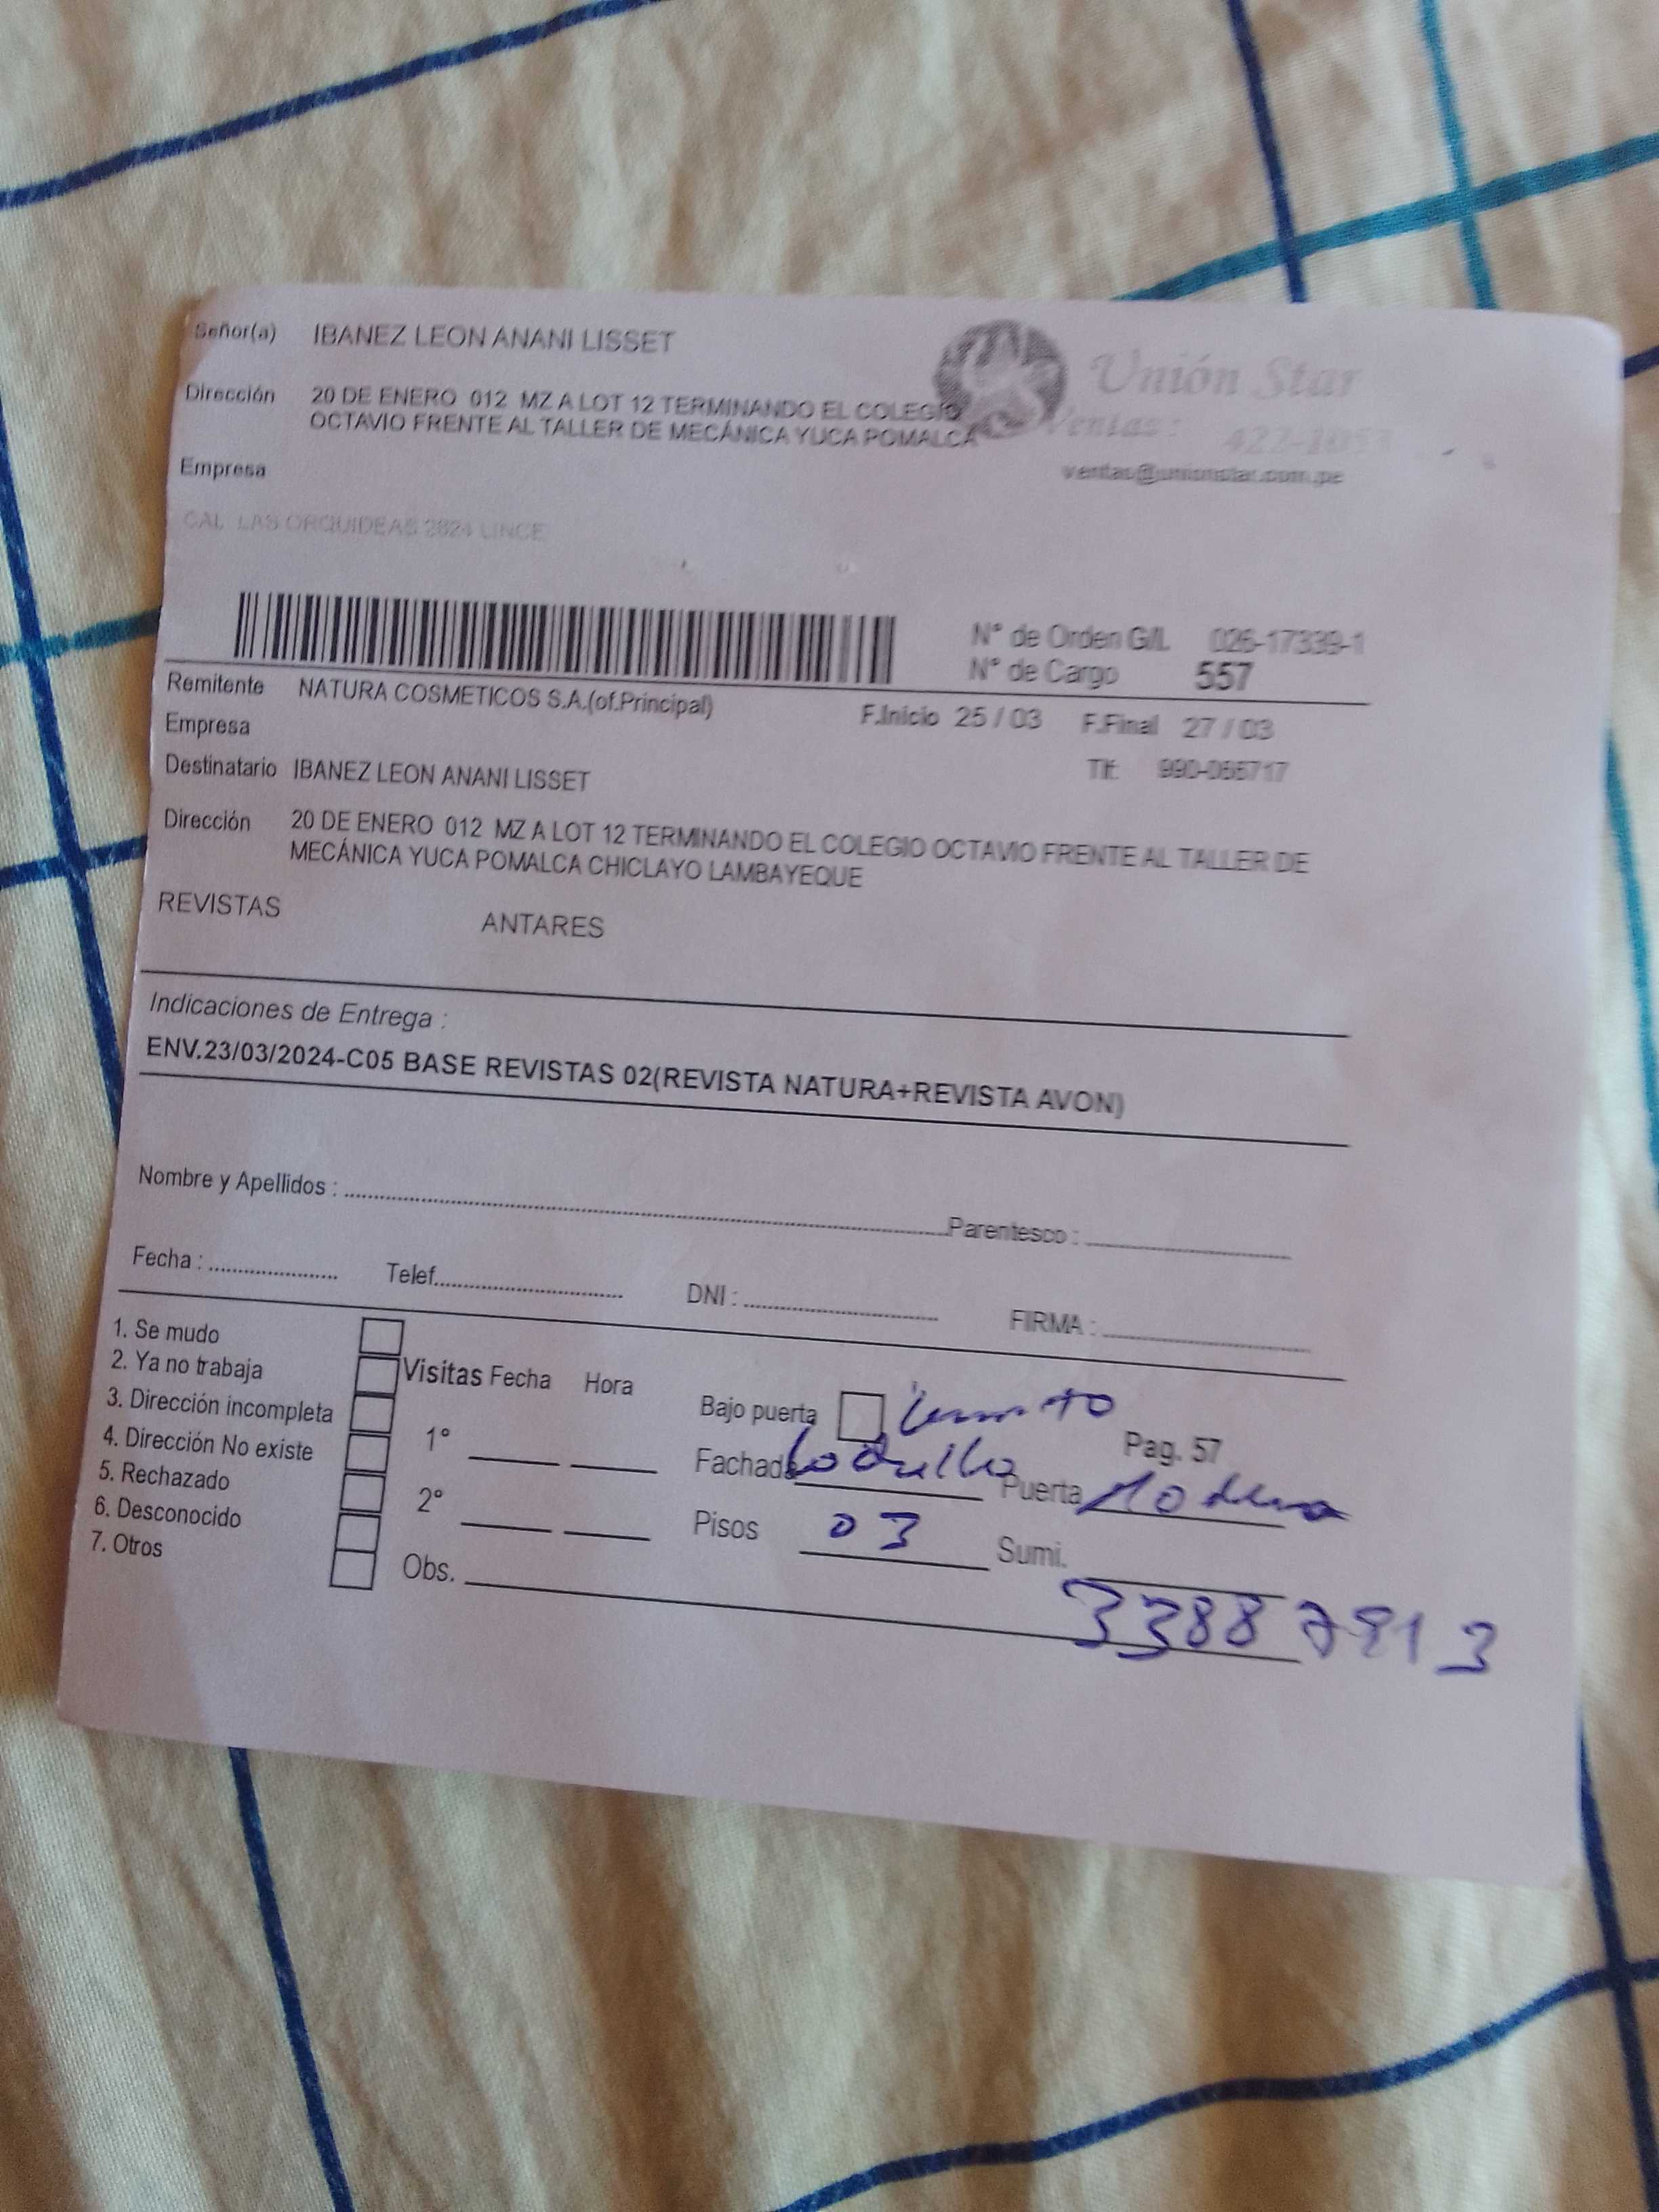 Señor(a) IBANEZ LEON ANANI LISSET
Unión Star
Dirección 20 DE ENERO 012 MZ A LOT 12 TERMINANDO EL COLEGIO
OCTAVIO FRENTE AL TALLER DE MECÁNICA YUCA POMALCA
Ventas:
Empresa
ventas@unionstar.com.pe
CAL LAS ORQUIDEAS 2624 LINCE
N° de Orden G/L 026-17339-1
N° de Cargo 557
Remitente NATURA COSMETICOS S.A.(of.Principal)
Empresa F.Inicio 25 / 03 F.Final 27 / 03
Destinatario IBANEZ LEON ANANI LISSET Tlf:
Dirección 20 DE ENERO 012 MZ A LOT 12 TERMINANDO EL COLEGIO OCTAVIO FRENTE AL TALLER DE
MECÁNICA YUCA POMALCA CHICLAYO LAMBAYEQUE
REVISTAS ANTARES
Indicaciones de Entrega :
ENV.23/03/2024-C05 BASE REVISTAS 02(REVISTA NATURA+REVISTA AVON)
Nombre y Apellidos : Parentesco :
Fecha : Telef. DNI : FIRMA :
1. Se mudo
2. Ya no trabaja Visitas Fecha Hora
3. Dirección incompleta Bajo puerta
4. Dirección No existe 1° Fachada Pag. 57
5. Rechazado Puerta
6. Desconocido 2° Pisos 03 Sumi.
7. Otros Obs.